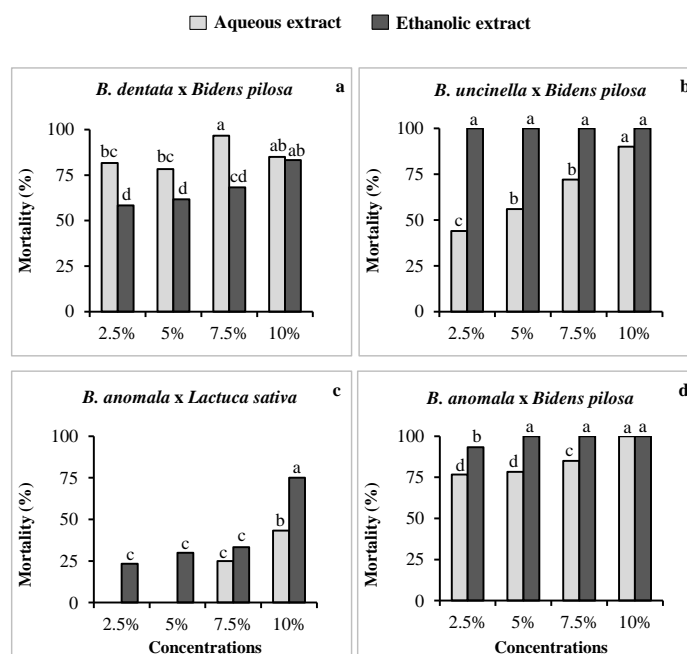 Aqueous extract Ethanolic extract
B. dentata x Bidens pilosa a
100
75
50
25
0
Mortality (%)
bc d bc d a cd ab ab
2.5% 5% 7.5% 10%
B. uncinella x Bidens pilosa b
100
75
50
25
0
Mortality (%)
c a b a b a a a
2.5% 5% 7.5% 10%
B. anomala x Lactuca sativa c
100
75
50
25
0
Mortality (%)
c c c c b a
2.5% 5% 7.5% 10%
Concentrations
B. anomala x Bidens pilosa d
100
75
50
25
0
Mortality (%)
d b d a c a a a
2.5% 5% 7.5% 10%
Concentrations